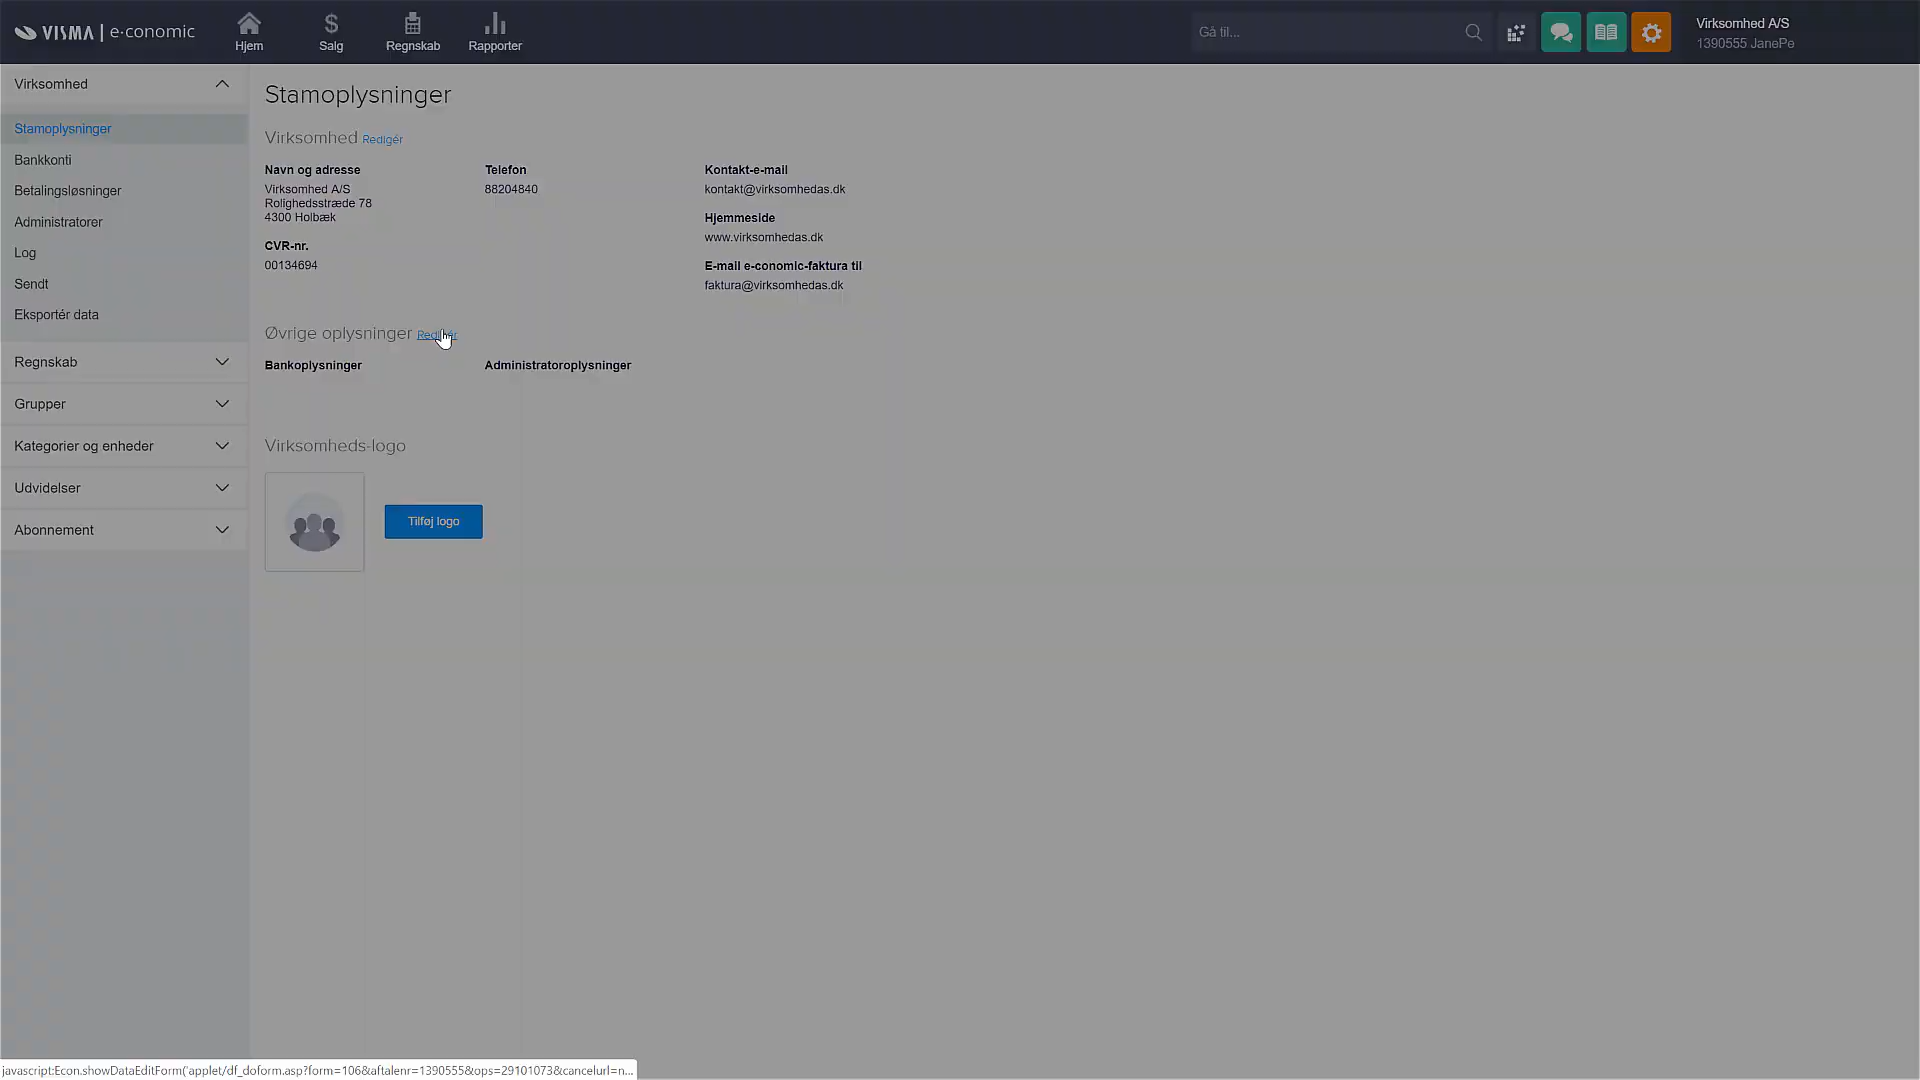 VISMA | e-conomic
Hjem
Salg
Regnskab
Rapporter
Gå til...
Virksomhed A/S
1390555 JanePe
Virksomhed
Stamoplysninger
Bankkonti
Betalingsløsninger
Administratorer
Log
Sendt
Eksportér data
Regnskab
Grupper
Kategorier og enheder
Udvidelser
Abonnement
Stamoplysninger
Virksomhed Redigér
Navn og adresse
Virksomhed A/S
Rolighedsstræde 78
4300 Holbæk
CVR-nr.
00134694
Telefon
88204840
Kontakt-e-mail
kontakt@virksomhedas.dk
Hjemmeside
www.virksomhedas.dk
E-mail e-conomic-faktura til
faktura@virksomhedas.dk
Øvrige oplysninger Redigér
Bankoplysninger
Administratoroplysninger
Virksomheds-logo
Tilføj logo
javascript:Econ.showDataEditForm('applet/df_doform.asp?form=106&aftalenr=1390555&ops=29101073&cancelurl=n...